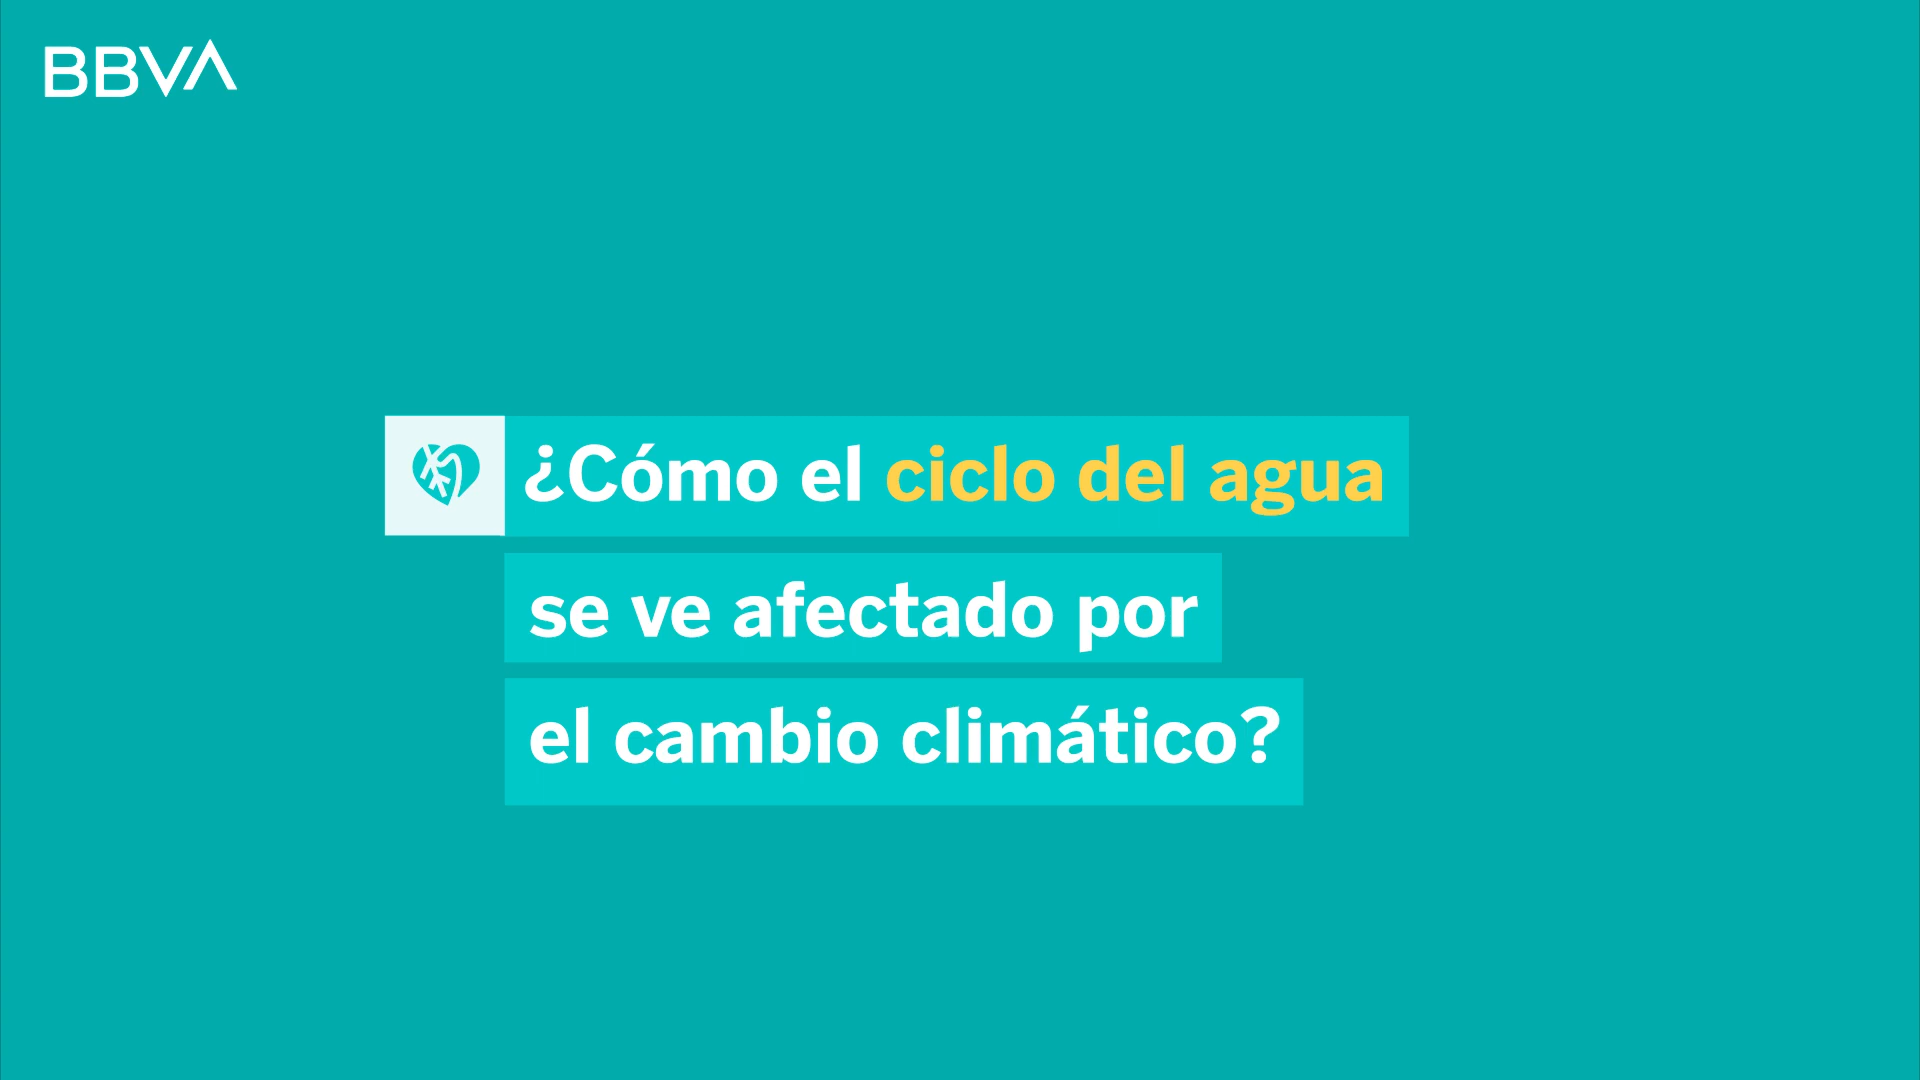 BBVA
¿Cómo el ciclo del agua
se ve afectado por
el cambio climático?